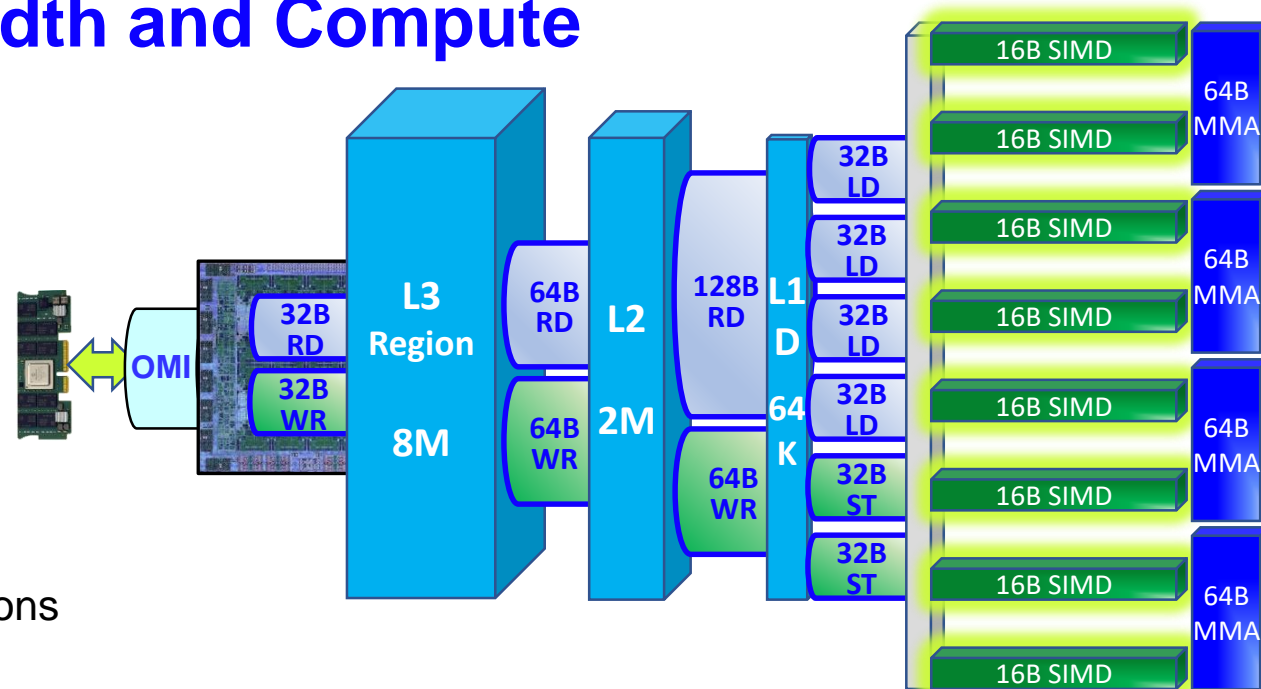 dth and Compute
OMI
32B
RD
32B
WR
L3
Region
8M
64B
RD
64B
WR
L2
2M
128B
RD
64B
WR
L1
D
64
K
32B
LD
32B
LD
32B
LD
32B
LD
32B
ST
32B
ST
16B SIMD
16B SIMD
16B SIMD
16B SIMD
16B SIMD
16B SIMD
16B SIMD
16B SIMD
64B
MMA
64B
MMA
64B
MMA
64B
MMA
ons